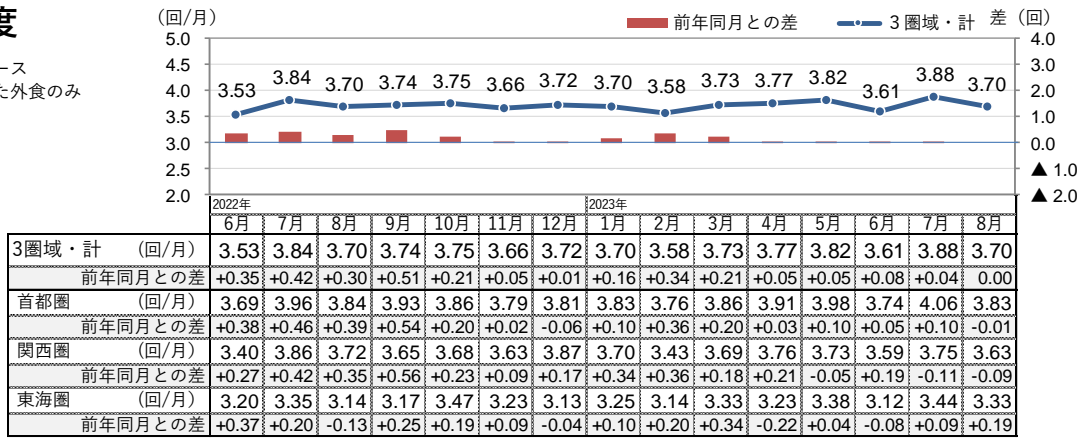 度
ース
た外食のみ
(回/月)
前年同月との差 3圏域・計 差 (回)
5.0 4.5 4.0 3.5 3.0 2.5 2.0
3.53 3.84 3.70 3.74 3.75 3.66 3.72 3.70 3.58 3.73 3.77 3.82 3.61 3.88 3.70
4.0 3.0 2.0 1.0 0.0 ▲ 1.0 ▲ 2.0
2022年 2023年
6月 7月 8月 9月 10月 11月 12月 1月 2月 3月 4月 5月 6月 7月 8月
3圏域・計 (回/月) 3.53 3.84 3.70 3.74 3.75 3.66 3.72 3.70 3.58 3.73 3.77 3.82 3.61 3.88 3.70
前年同月との差 +0.35 +0.42 +0.30 +0.51 +0.21 +0.05 +0.01 +0.16 +0.34 +0.21 +0.05 +0.05 +0.08 +0.04 0.00
首都圏 (回/月) 3.69 3.96 3.84 3.93 3.86 3.79 3.81 3.83 3.76 3.86 3.91 3.98 3.74 4.06 3.83
前年同月との差 +0.38 +0.46 +0.39 +0.54 +0.20 +0.02 -0.06 +0.10 +0.36 +0.20 +0.03 +0.10 +0.05 +0.10 -0.01
関西圏 (回/月) 3.40 3.86 3.72 3.65 3.68 3.63 3.87 3.70 3.43 3.69 3.76 3.73 3.59 3.75 3.63
前年同月との差 +0.27 +0.42 +0.35 +0.56 +0.23 +0.09 +0.17 +0.34 +0.36 +0.18 +0.21 -0.05 +0.19 -0.11 -0.09
東海圏 (回/月) 3.20 3.35 3.14 3.17 3.47 3.23 3.13 3.25 3.14 3.33 3.23 3.38 3.12 3.44 3.33
前年同月との差 +0.37 +0.20 -0.13 +0.25 +0.19 +0.09 -0.04 +0.10 +0.20 +0.34 -0.22 +0.04 -0.08 +0.09 +0.19